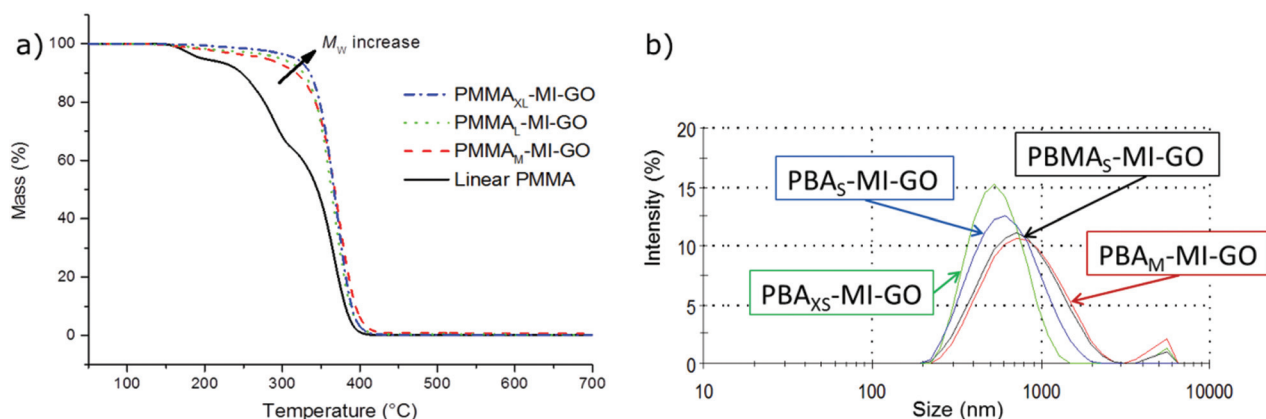 a)
M_W increase
PMMA_XL-MI-GO
PMMA_L-MI-GO
PMMA_M-MI-GO
Linear PMMA
Mass (%)
100
80
60
40
20
0
100 200 300 400 500 600 700
Temperature (°C)
b)
PBMA_S-MI-GO
PBA_S-MI-GO
PBA_M-MI-GO
PBA_XS-MI-GO
Intensity (%)
20
15
10
5
0
10 100 1000 10000
Size (nm)